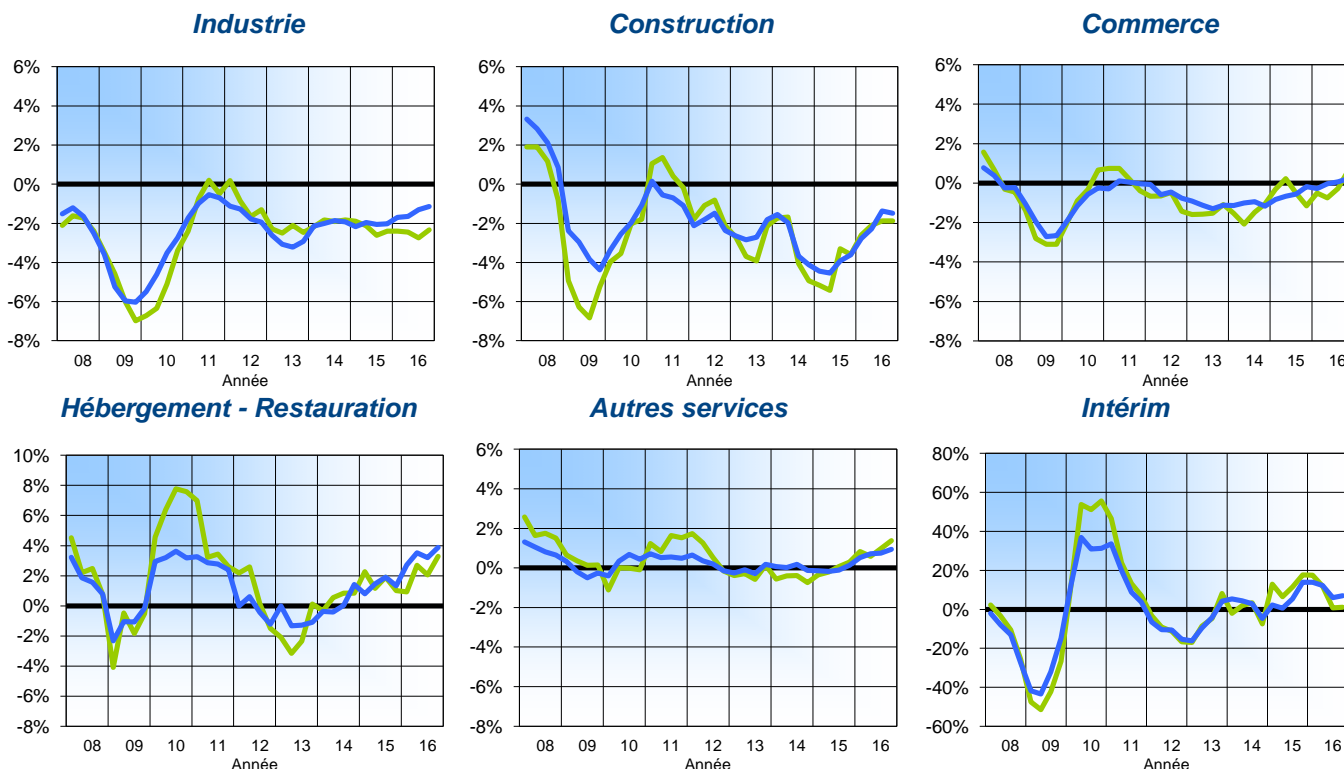 Industrie
6%
4%
2%
0%
-2%
-4%
-6%
-8%
08 09 10 11 12 13 14 15 16
Année
Construction
6%
4%
2%
0%
-2%
-4%
-6%
-8%
08 09 10 11 12 13 14 15 16
Année
Commerce
6%
4%
2%
0%
-2%
-4%
-6%
-8%
08 09 10 11 12 13 14 15 16
Année
Hébergement - Restauration
10%
8%
6%
4%
2%
0%
-2%
-4%
-6%
-8%
08 09 10 11 12 13 14 15 16
Année
Autres services
6%
4%
2%
0%
-2%
-4%
-6%
-8%
08 09 10 11 12 13 14 15 16
Année
Intérim
80%
60%
40%
20%
0%
-20%
-40%
-60%
08 09 10 11 12 13 14 15 16
Année